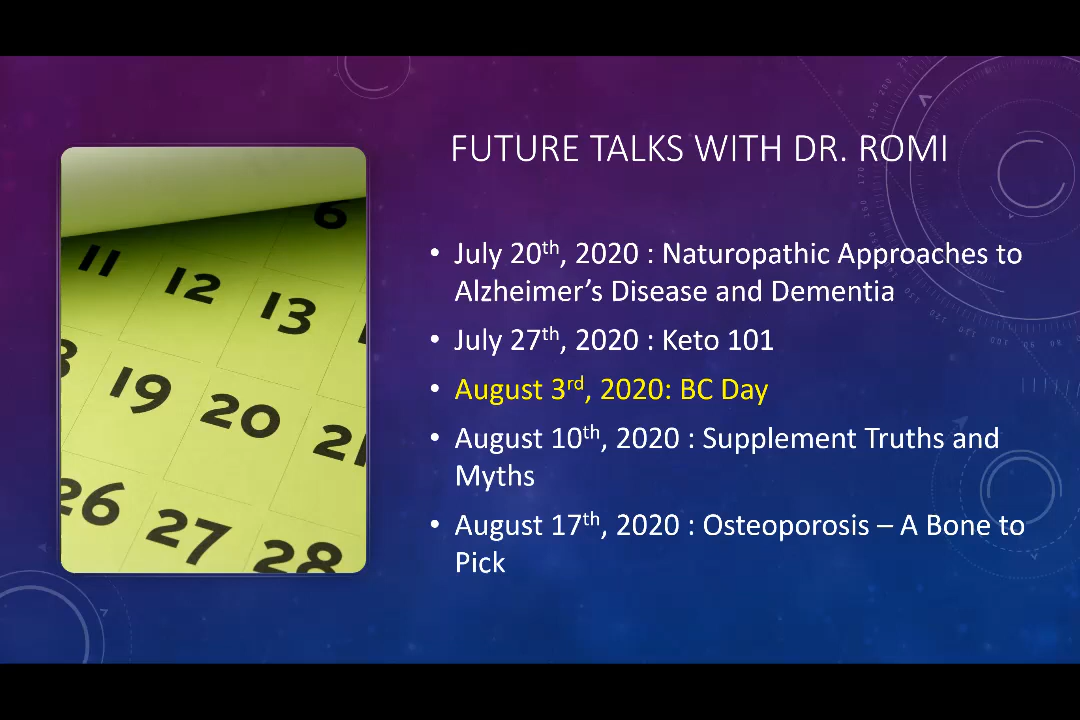 FUTURE TALKS WITH DR. ROMI
• July 20th, 2020 : Naturopathic Approaches to
Alzheimer’s Disease and Dementia
• July 27th, 2020 : Keto 101
• August 3rd, 2020: BC Day
• August 10th, 2020 : Supplement Truths and
Myths
• August 17th, 2020 : Osteoporosis – A Bone to
Pick
6
11 12 13
19 20 21
26 27 28